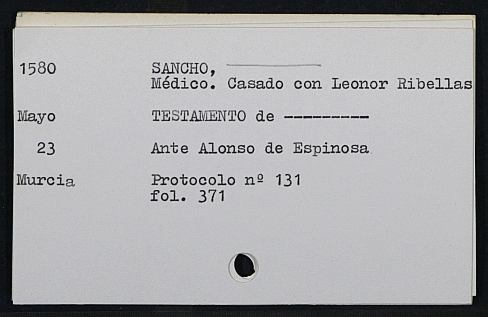 1580 SANCHO, ——————
Médico. Casado con Leonor Ribellas
Mayo TESTAMENTO de ---------
23 Ante Alonso de Espinosa
Murcia Protocolo nº 131
fol. 371